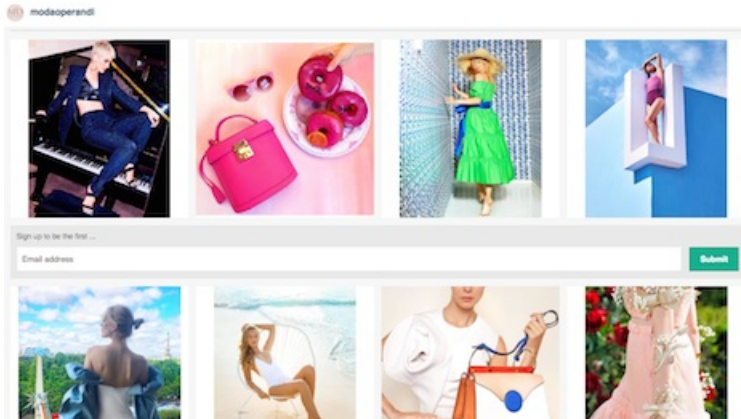 modaoperandi
Sign up to be the first ...
Email address
Submit